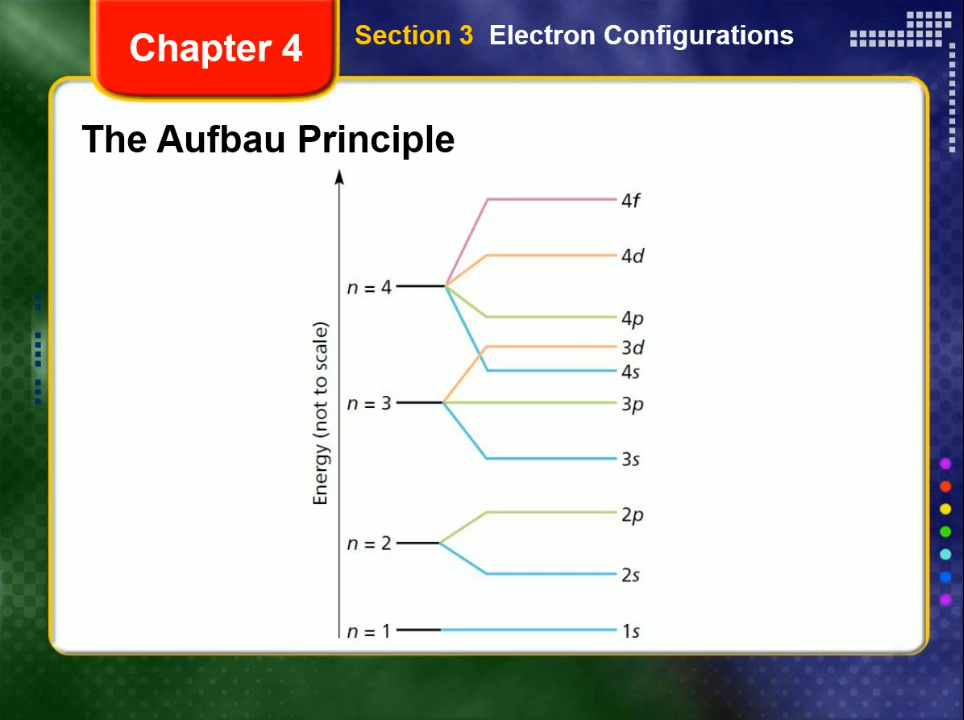 Chapter 4
Section 3 Electron Configurations
The Aufbau Principle
Energy (not to scale)
4f
4d
n = 4
4p
3d
4s
n = 3
3p
3s
2p
n = 2
2s
n = 1
1s